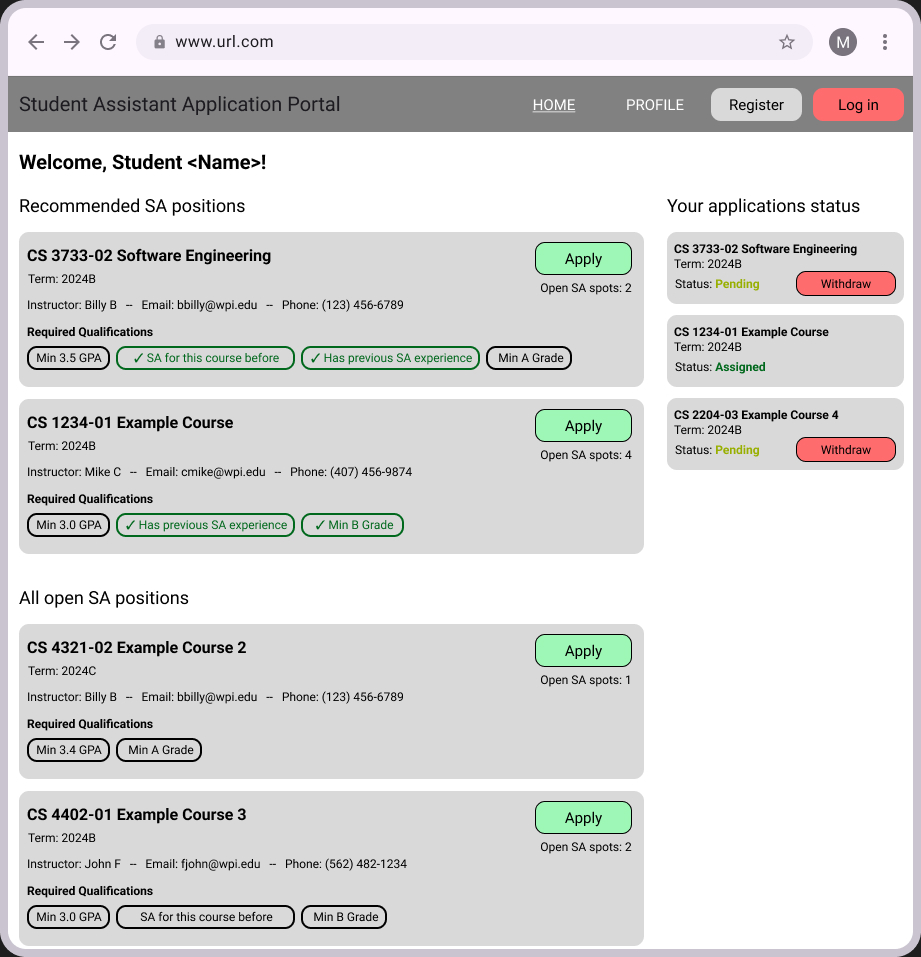 www.url.com
M
Student Assistant Application Portal
HOME
PROFILE
Register
Log in
Welcome, Student <Name>!
Recommended SA positions
CS 3733-02 Software Engineering
Apply
Term: 2024B
Open SA spots: 2
Instructor: Billy B -- Email: bbilly@wpi.edu -- Phone: (123) 456-6789
Required Qualifications
Min 3.5 GPA
✓ SA for this course before
✓ Has previous SA experience
Min A Grade
CS 1234-01 Example Course
Apply
Term: 2024B
Open SA spots: 4
Instructor: Mike C -- Email: cmike@wpi.edu -- Phone: (407) 456-9874
Required Qualifications
Min 3.0 GPA
✓ Has previous SA experience
✓ Min B Grade
All open SA positions
CS 4321-02 Example Course 2
Apply
Term: 2024C
Open SA spots: 1
Instructor: Billy B -- Email: bbilly@wpi.edu -- Phone: (123) 456-6789
Required Qualifications
Min 3.4 GPA
Min A Grade
CS 4402-01 Example Course 3
Apply
Term: 2024B
Open SA spots: 2
Instructor: John F -- Email: fjohn@wpi.edu -- Phone: (562) 482-1234
Required Qualifications
Min 3.0 GPA
SA for this course before
Min B Grade
Your applications status
CS 3733-02 Software Engineering
Term: 2024B
Status: Pending
Withdraw
CS 1234-01 Example Course
Term: 2024B
Status: Assigned
CS 2204-03 Example Course 4
Term: 2024B
Status: Pending
Withdraw